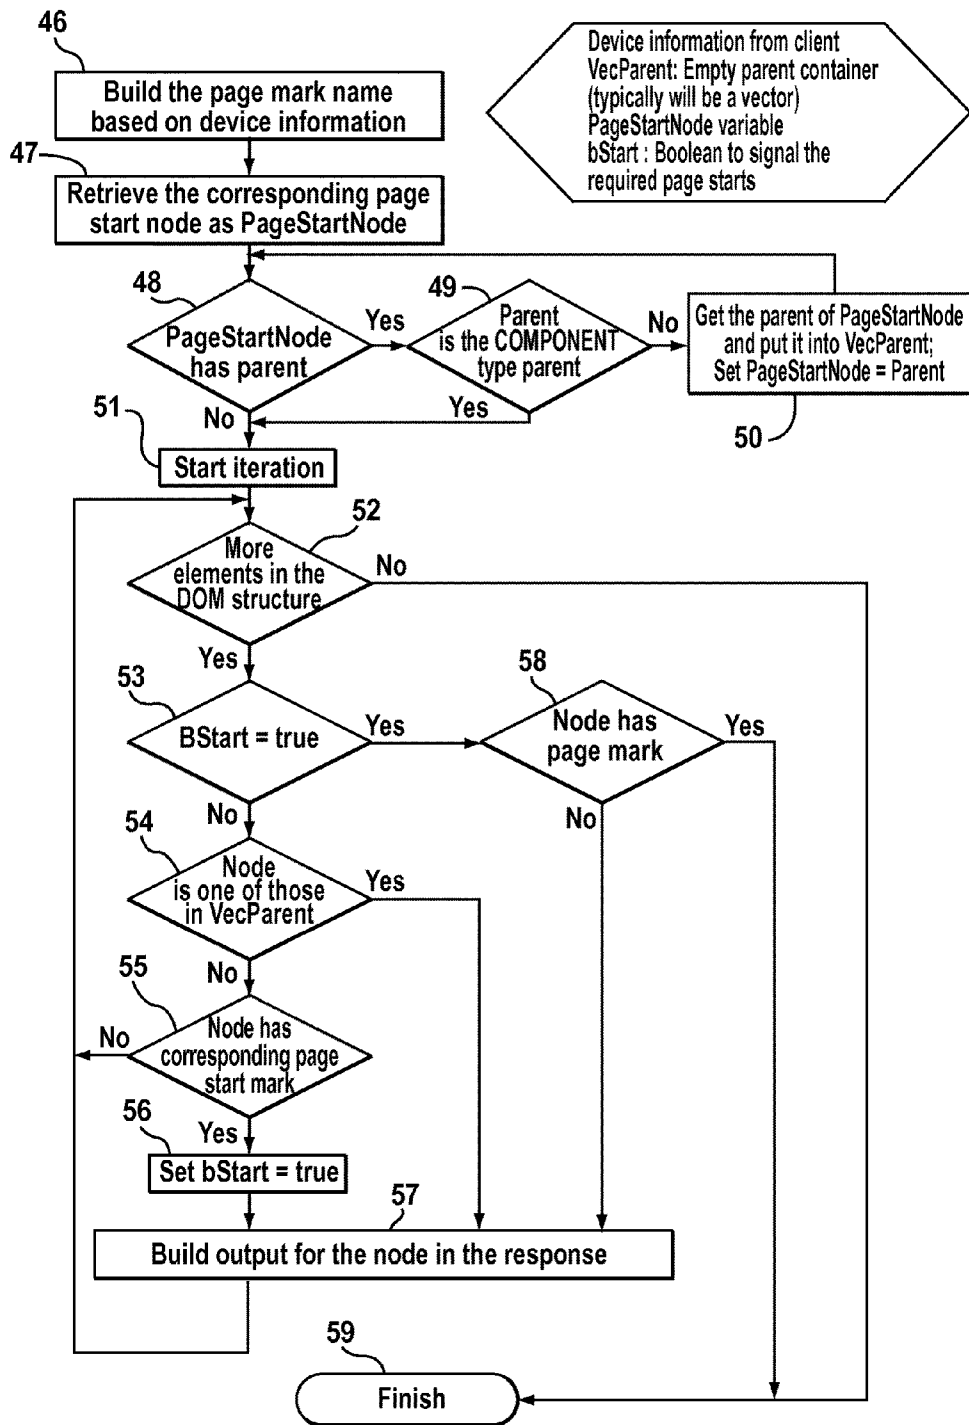 46
Build the page mark name
based on device information
Device information from client
VecParent: Empty parent container
(typically will be a vector)
PageStartNode variable
bStart : Boolean to signal the
required page starts
47
Retrieve the corresponding page
start node as PageStartNode
48
PageStartNode
has parent
Yes
49
Parent
is the COMPONENT
type parent
No
Get the parent of PageStartNode
and put it into VecParent;
Set PageStartNode = Parent
50
No
Yes
51
Start iteration
52
More
elements in the
DOM structure
No
Yes
53
BStart = true
Yes
58
Node has
page mark
Yes
No
No
54
Node
is one of those
in VecParent
Yes
No
55
Node has
corresponding page
start mark
No
Yes
56
Set bStart = true
57
Build output for the node in the response
59
Finish